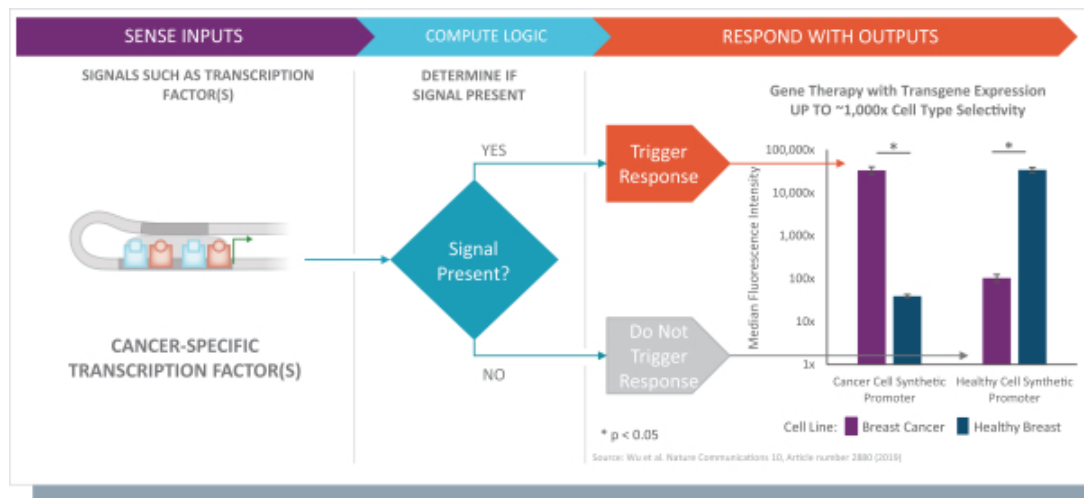 SENSE INPUTS
COMPUTE LOGIC
RESPOND WITH OUTPUTS
SIGNALS SUCH AS TRANSCRIPTION
FACTOR(S)
DETERMINE IF
SIGNAL PRESENT
Gene Therapy with Transgene Expression
UP TO ~1,000x Cell Type Selectivity
CANCER-SPECIFIC
TRANSCRIPTION FACTOR(S)
Signal
Present?
YES
NO
Trigger
Response
Do Not
Trigger
Response
Median Fluorescence Intensity
100,000x
10,000x
1,000x
100x
10x
1x
*
*
Cancer Cell Synthetic
Promoter
Healthy Cell Synthetic
Promoter
Cell Line: Breast Cancer Healthy Breast
* p < 0.05
Source: Wu et al. Nature Communications 10, Article number 2880 (2019)